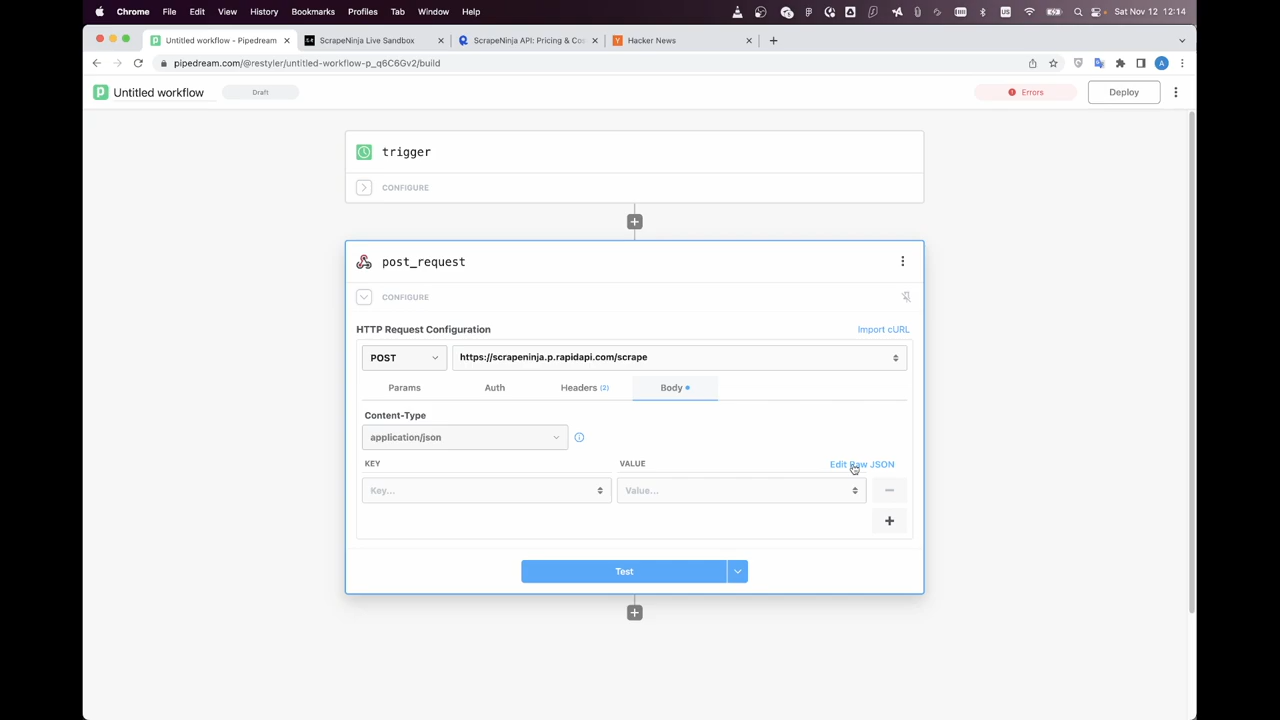 Chrome File Edit View History Bookmarks Profiles Tab Window Help Sat Nov 12 12:14
Untitled workflow - Pipedream ScrapeNinja Live Sandbox ScrapeNinja API: Pricing & Cos Hacker News
pipedream.com/@restyler/untitled-workflow-p_q6C6Gv2/build
Untitled workflow Draft Errors Deploy
trigger
CONFIGURE
post_request
CONFIGURE
HTTP Request Configuration Import cURL
POST https://scrapeninja.p.rapidapi.com/scrape
Params Auth Headers (2) Body
Content-Type
application/json
KEY VALUE Edit Raw JSON
Key... Value...
Test